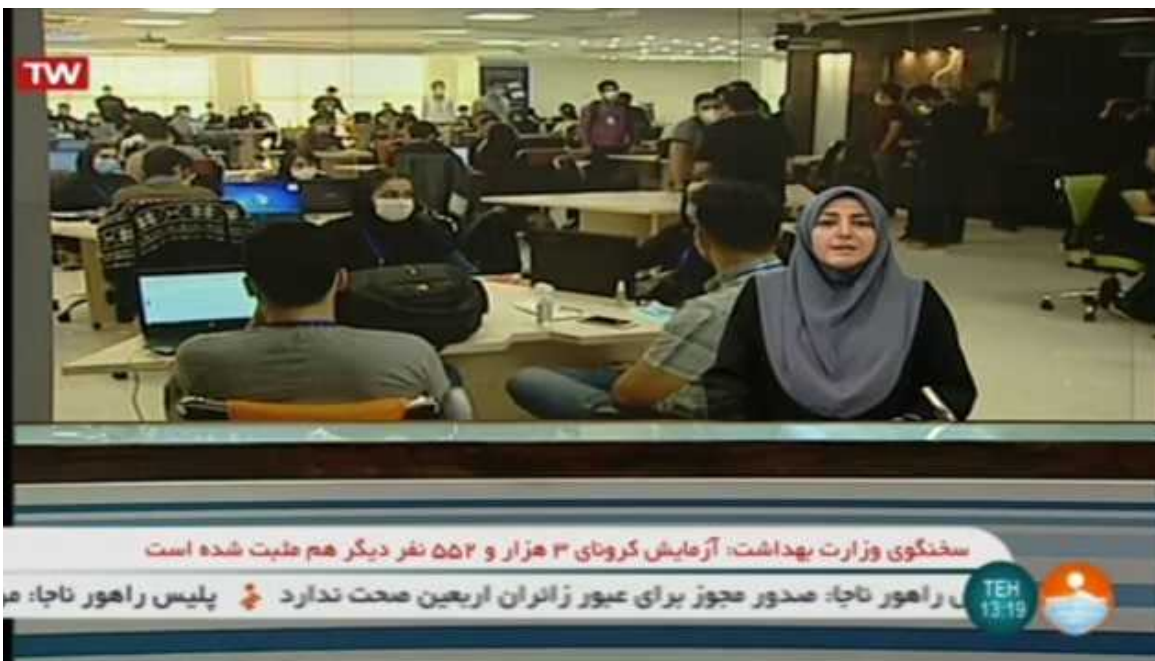 TW
سخنگوی وزارت بهداشت: آزمایش کرونای ۳ هزار و ۵۵۲ نفر دیگر هم مثبت شده است
راهور ناجا: صدور مجوز برای عبور زائران اربعین صحت ندارد پلیس راهور ناجا:
TEH
13:19